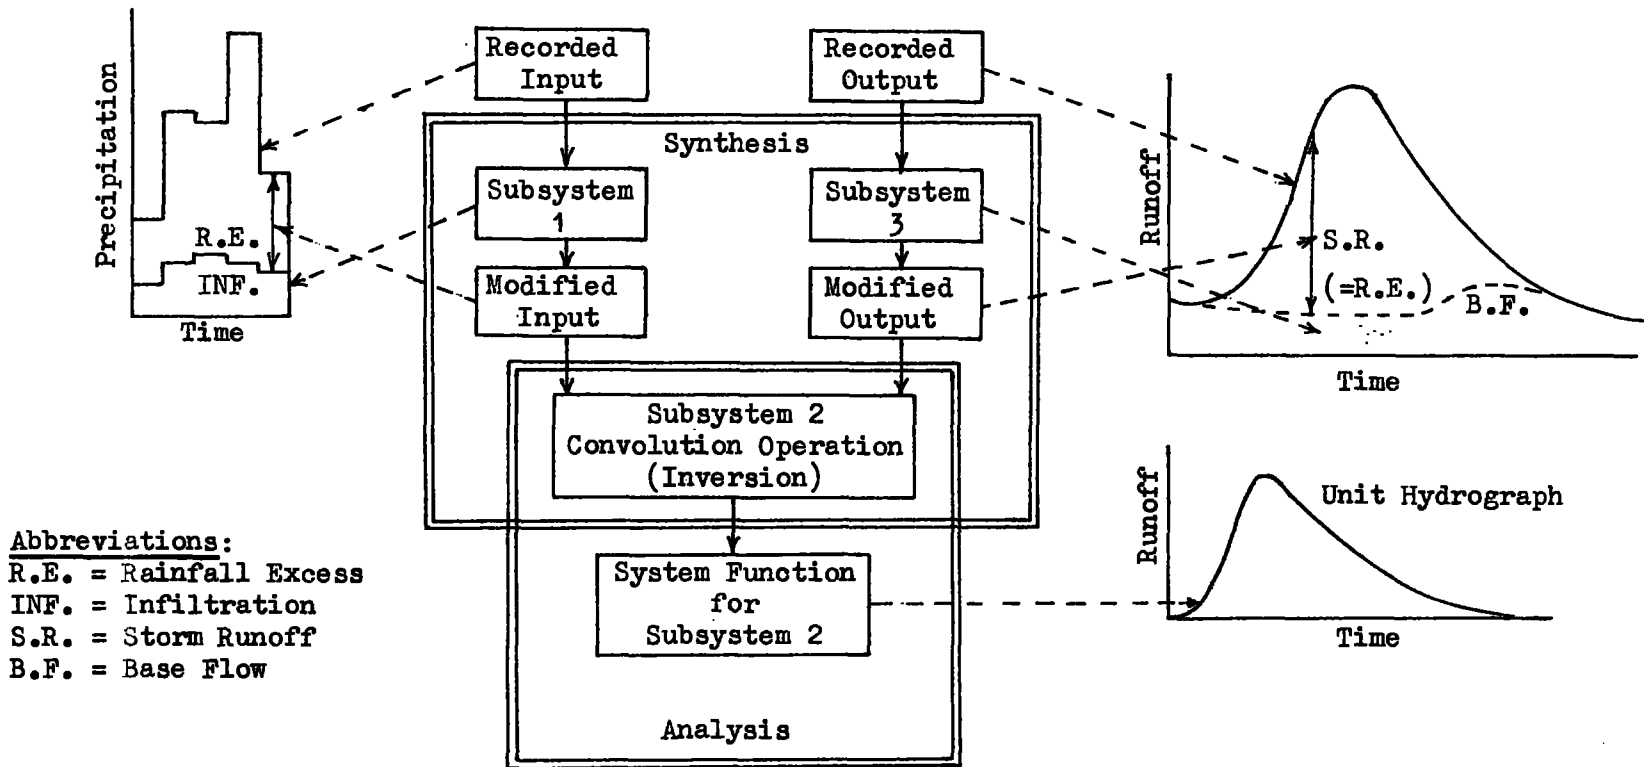 Precipitation
R.E.
INF.
Time
Recorded
Input
Recorded
Output
Synthesis
Subsystem
1
Subsystem
3
Modified
Input
Modified
Output
Subsystem 2
Convolution Operation
(Inversion)
System Function
for
Subsystem 2
Analysis
Runoff
S.R.
(=R.E.)
B.F.
Time
Runoff
Unit Hydrograph
Time
Abbreviations:
R.E. = Rainfall Excess
INF. = Infiltration
S.R. = Storm Runoff
B.F. = Base Flow